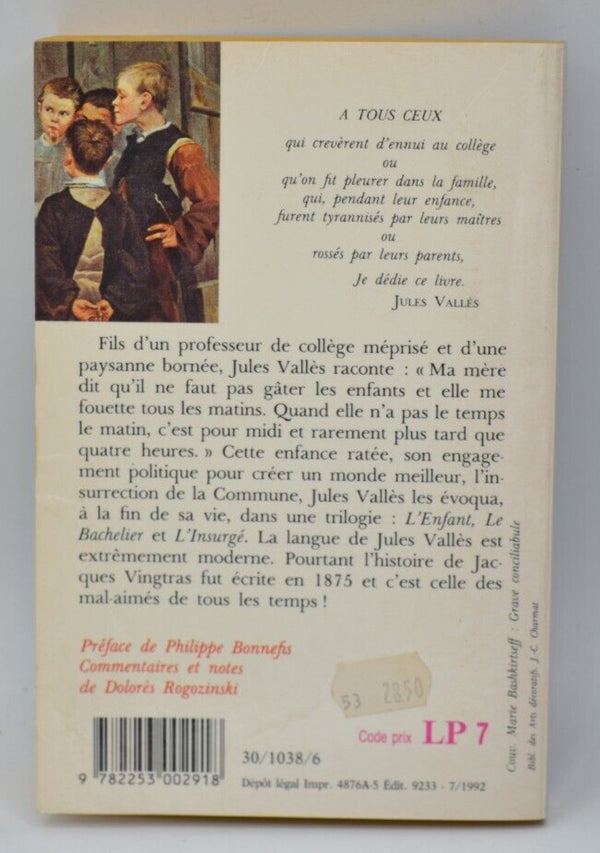 A TOUS CEUX
qui crevèrent d'ennui au collège
ou
qu'on fit pleurer dans la famille,
qui, pendant leur enfance,
furent tyrannisés par leurs maîtres
ou
rossés par leurs parents,
Je dédie ce livre.
JULES VALLÈS
Fils d'un professeur de collège méprisé et d'une
paysanne bornée, Jules Vallès raconte : « Ma mère
dit qu'il ne faut pas gâter les enfants et elle me
fouette tous les matins. Quand elle n'a pas le temps
le matin, c'est pour midi et rarement plus tard que
quatre heures. » Cette enfance ratée, son engage-
ment politique pour créer un monde meilleur, l'in-
surrection de la Commune, Jules Vallès les évoqua,
à la fin de sa vie, dans une trilogie : L'Enfant, Le
Bachelier et L'Insurgé. La langue de Jules Vallès est
extrêmement moderne. Pourtant l'histoire de Jac-
ques Vingtras fut écrite en 1875 et c'est celle des
mal-aimés de tous les temps !
Préface de Philippe Bonnefis
Commentaires et notes
de Dolorès Rogozinski
53 28,50
Code prix LP 7
30/1038/6
9 782253 002918
Dépôt légal Impr. 4876A-5 Édit. 9233 - 7/1992
Couv. Marie Bashkirtseff : Grave conciliabule
Bibl. des Arts décoratifs. J.-C. Charmat